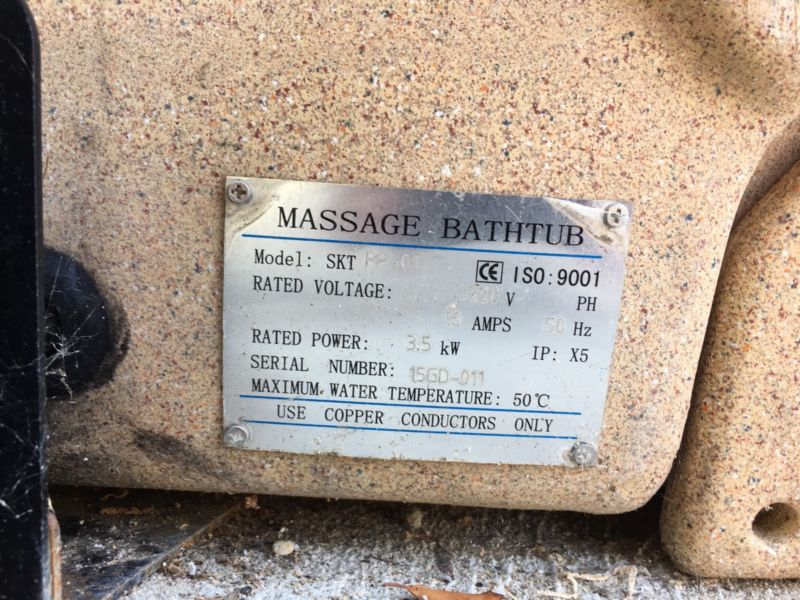 MASSAGE BATHTUB
Model: SKT
CE ISO:9001
RATED VOLTAGE: V PH
AMPS 50 Hz
RATED POWER: 3.5 kW IP: X5
SERIAL NUMBER: 15GD-011
MAXIMUM WATER TEMPERATURE: 50℃
USE COPPER CONDUCTORS ONLY